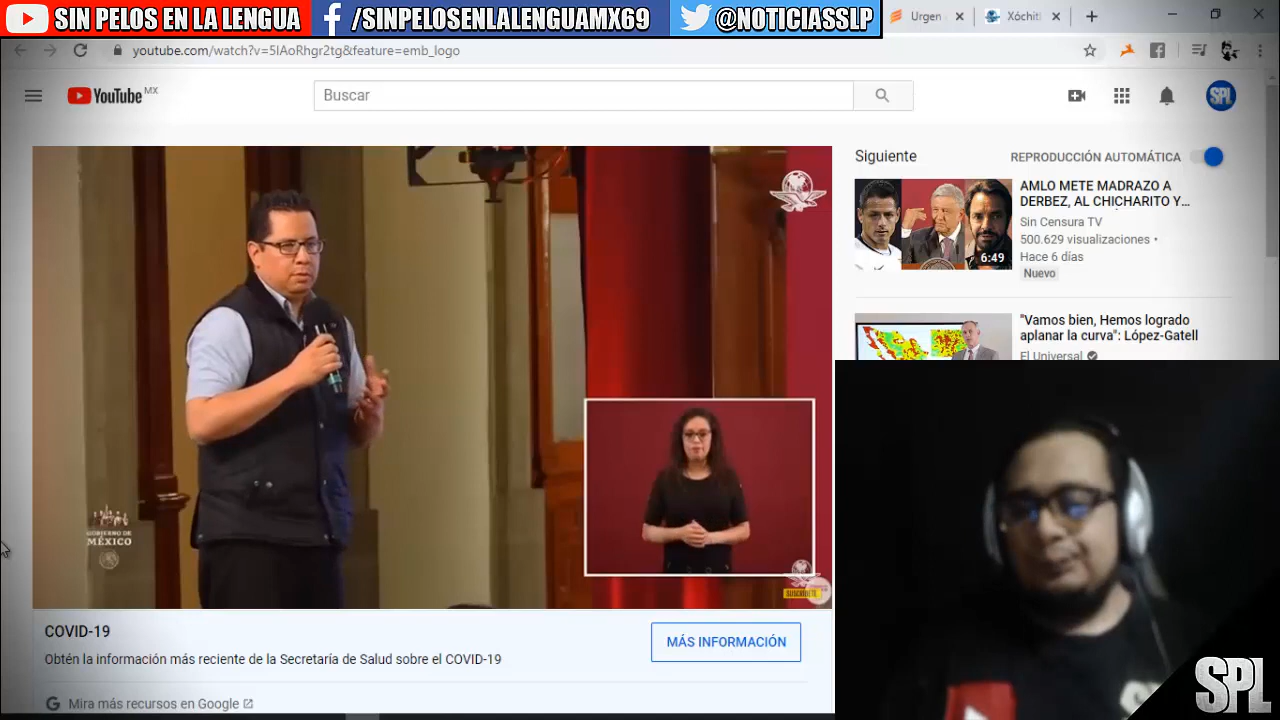 SIN PELOS EN LA LENGUA
/SINPELOSENLALENGUAMX69
@NOTICIASSLP
Urgen
Xóchitl
youtube.com/watch?v=5IAoRhgr2tg&feature=emb_logo
YouTube MX
Buscar
SPL
Siguiente
REPRODUCCIÓN AUTOMÁTICA
AMLO METE MADRAZO A
DERBEZ, AL CHICHARITO Y...
Sin Censura TV
500.629 visualizaciones •
Hace 6 días
Nuevo
6:49
"Vamos bien, Hemos logrado
aplanar la curva": López-Gatell
El Universal
GOBIERNO DE
MÉXICO
SUSCRÍBETE
COVID-19
Obtén la información más reciente de la Secretaría de Salud sobre el COVID-19
MÁS INFORMACIÓN
Mira más recursos en Google
SPL